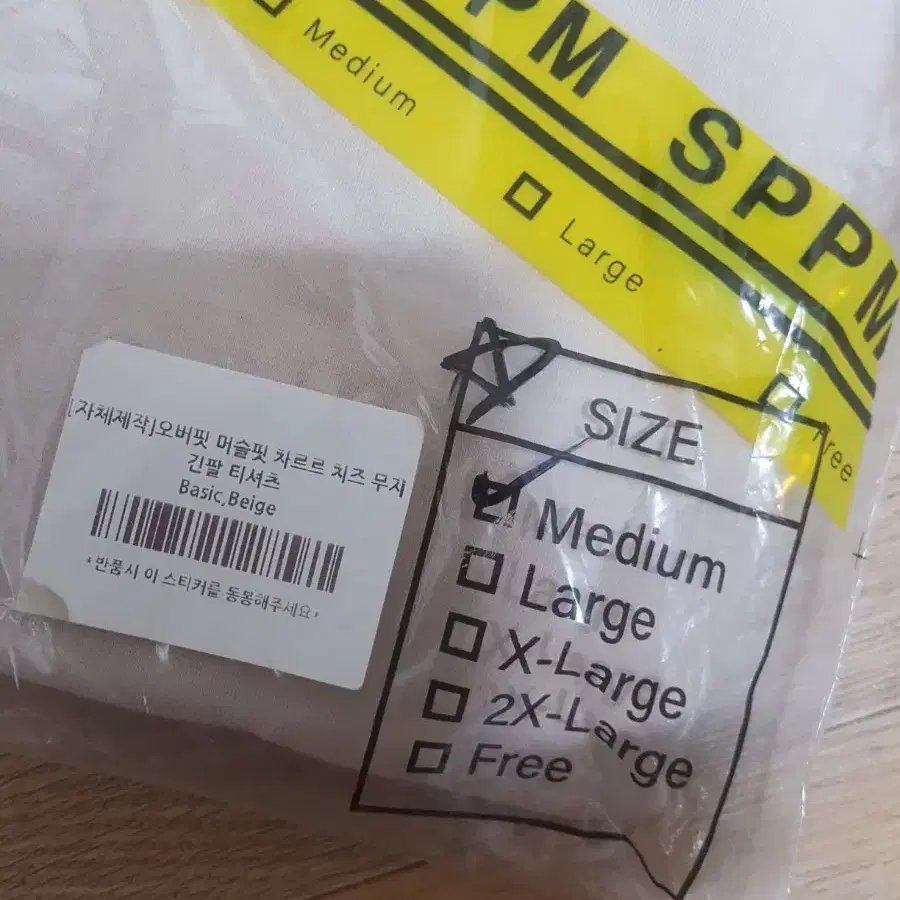 PM SPPM
Medium
Large
Free
[자체제작]오버핏 머슬핏 차르르 치즈 무지
긴팔 티셔츠
Basic,Beige
*반품시 이 스티커를 동봉해주세요*
SIZE
Medium
Large
X-Large
2X-Large
Free